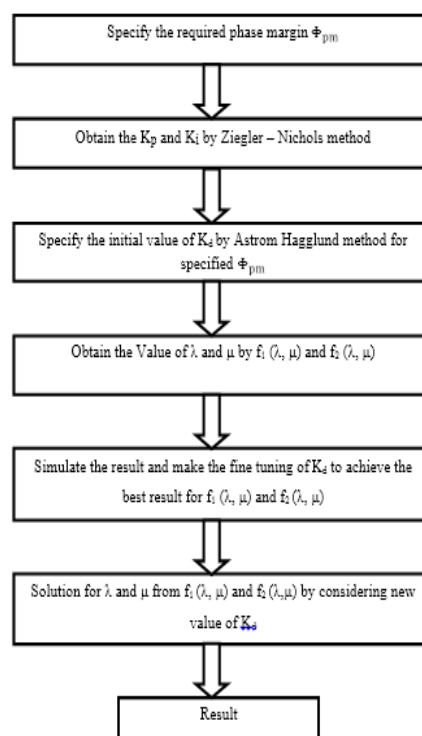 Specify the required phase margin Φpm
Obtain the Kp and Ki by Ziegler – Nichols method
Specify the initial value of Kd by Astrom Hagglund method for
specified Φpm
Obtain the Value of λ and μ by f1 (λ, μ) and f2 (λ, μ)
Simulate the result and make the fine tuning of Kd to achieve the
best result for f1 (λ, μ) and f2 (λ, μ)
Solution for λ and μ from f1 (λ, μ) and f2 (λ,μ) by considering new
value of Kd
Result